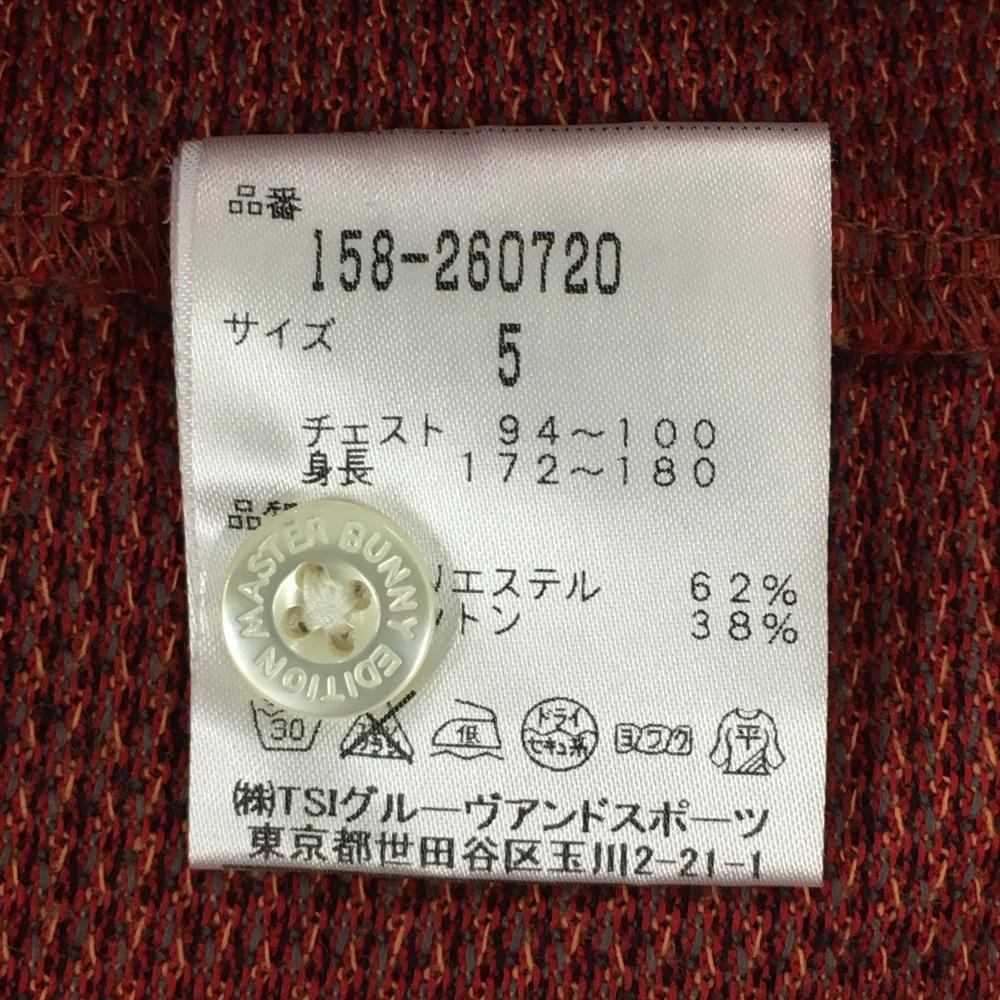 品番
158-260720
サイズ 5
チェスト 94～100
身長 172～180
品
MASTER BUNNY EDITION
リエステル 62%
トン 38%
30 低 ドライ セキユ系 ヨワク 平
㈱TSIグルーヴアンドスポーツ
東京都世田谷区玉川2-21-1